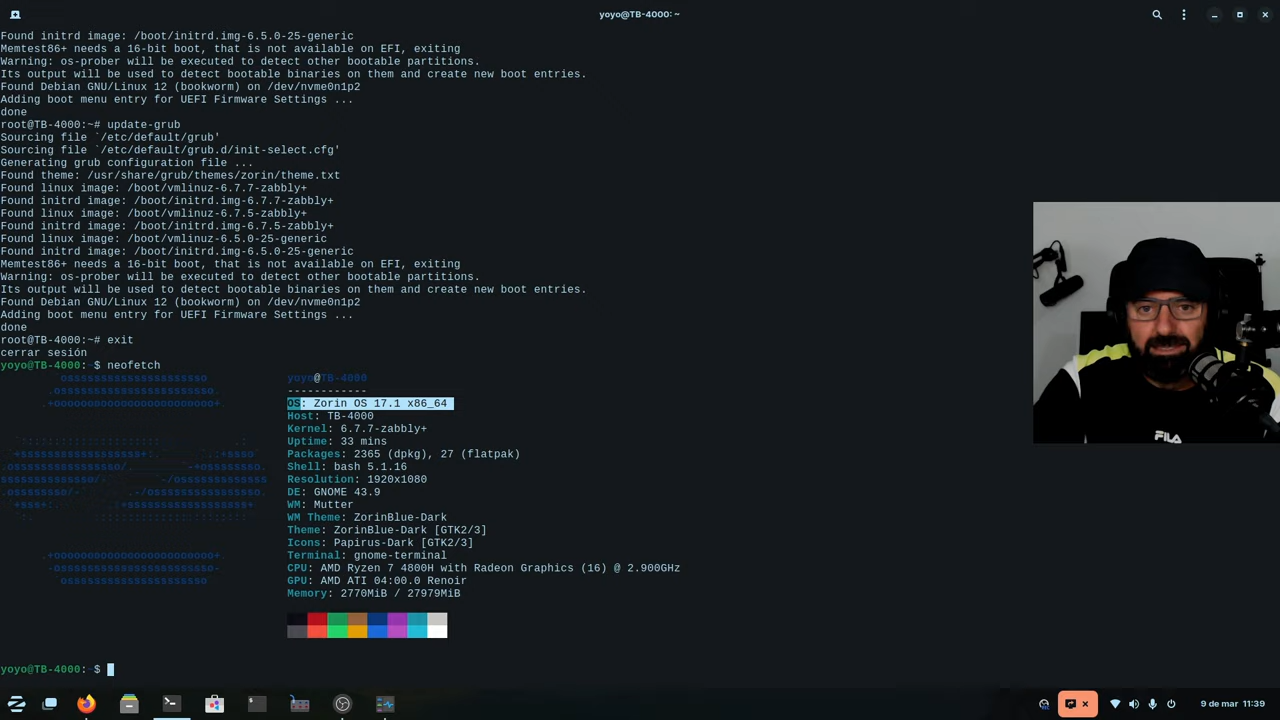 yoyo@TB-4000: ~
Found initrd image: /boot/initrd.img-6.5.0-25-generic
Memtest86+ needs a 16-bit boot, that is not available on EFI, exiting
Warning: os-prober will be executed to detect other bootable partitions.
Its output will be used to detect bootable binaries on them and create new boot entries.
Found Debian GNU/Linux 12 (bookworm) on /dev/nvme0n1p2
Adding boot menu entry for UEFI Firmware Settings ...
done
root@TB-4000:~# update-grub
Sourcing file `/etc/default/grub'
Sourcing file `/etc/default/grub.d/init-select.cfg'
Generating grub configuration file ...
Found theme: /usr/share/grub/themes/zorin/theme.txt
Found linux image: /boot/vmlinuz-6.7.7-zabbly+
Found initrd image: /boot/initrd.img-6.7.7-zabbly+
Found linux image: /boot/vmlinuz-6.7.5-zabbly+
Found initrd image: /boot/initrd.img-6.7.5-zabbly+
Found linux image: /boot/vmlinuz-6.5.0-25-generic
Found initrd image: /boot/initrd.img-6.5.0-25-generic
Memtest86+ needs a 16-bit boot, that is not available on EFI, exiting
Warning: os-prober will be executed to detect other bootable partitions.
Its output will be used to detect bootable binaries on them and create new boot entries.
Found Debian GNU/Linux 12 (bookworm) on /dev/nvme0n1p2
Adding boot menu entry for UEFI Firmware Settings ...
done
root@TB-4000:~# exit
cerrar sesión
yoyo@TB-4000: $ neofetch
yoyo@TB-4000
------------
OS: Zorin OS 17.1 x86_64
Host: TB-4000
Kernel: 6.7.7-zabbly+
Uptime: 33 mins
Packages: 2365 (dpkg), 27 (flatpak)
Shell: bash 5.1.16
Resolution: 1920x1080
DE: GNOME 43.9
WM: Mutter
WM Theme: ZorinBlue-Dark
Theme: ZorinBlue-Dark [GTK2/3]
Icons: Papirus-Dark [GTK2/3]
Terminal: gnome-terminal
CPU: AMD Ryzen 7 4800H with Radeon Graphics (16) @ 2.900GHz
GPU: AMD ATI 04:00.0 Renoir
Memory: 2770MiB / 27979MiB
yoyo@TB-4000: $
FILA
9 de mar 11:39